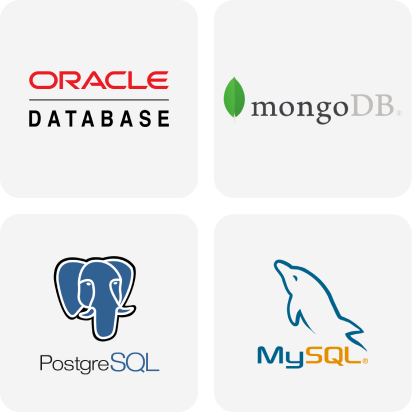 ORACLE
DATABASE
mongoDB®
PostgreSQL
MySQL®